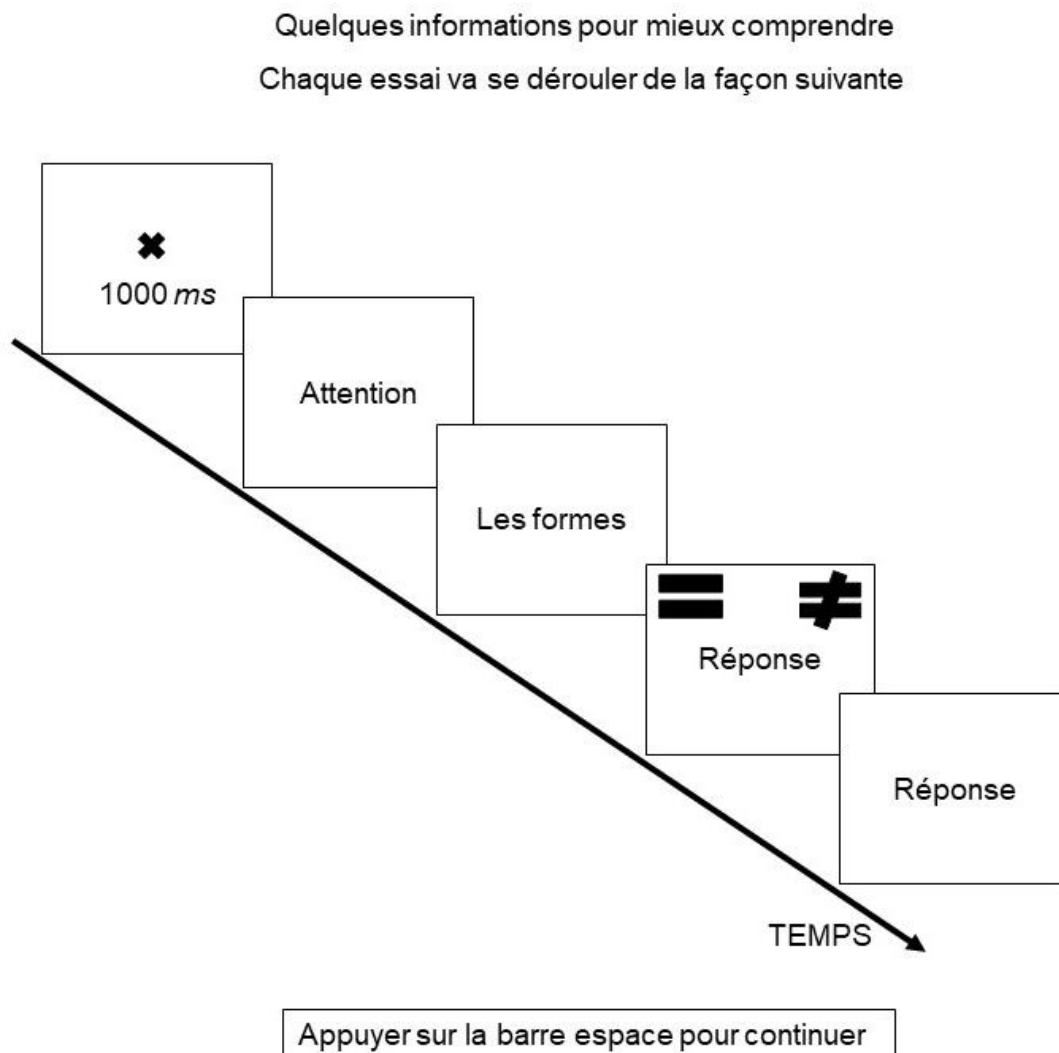 Quelques informations pour mieux comprendre
Chaque essai va se dérouler de la façon suivante
1000 ms
Attention
Les formes
= ≠
Réponse
Réponse
TEMPS
Appuyer sur la barre espace pour continuer